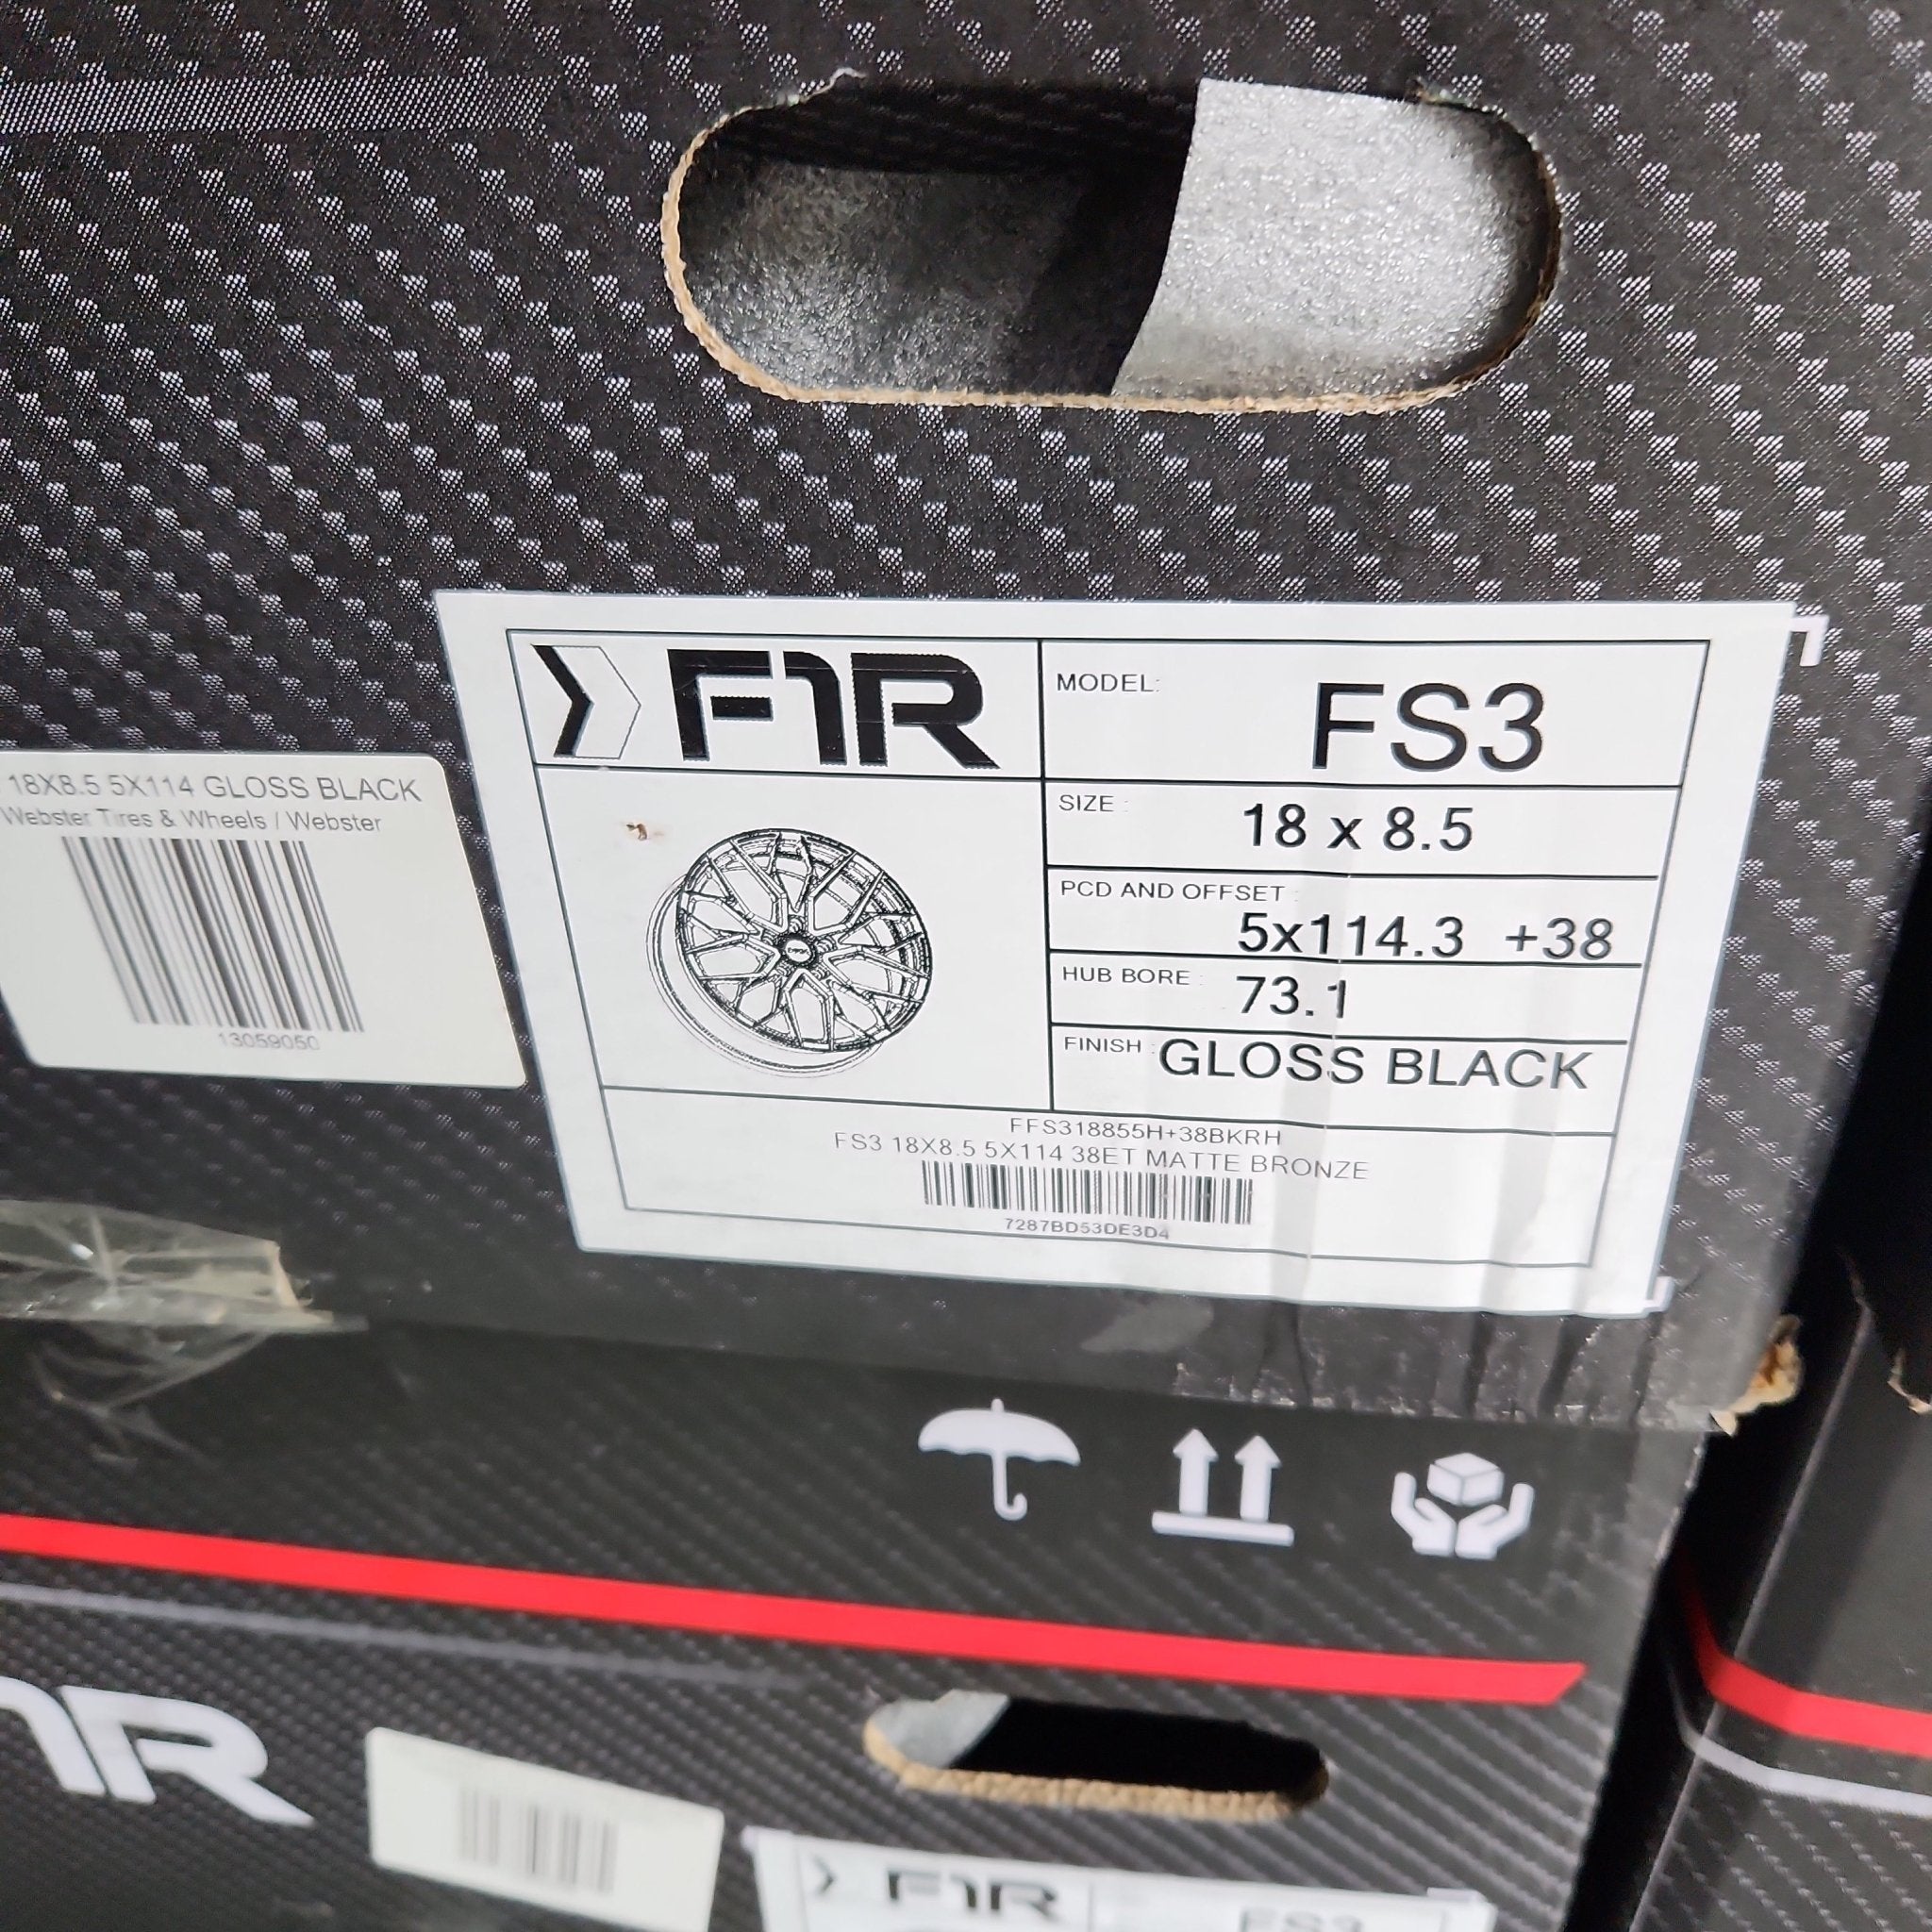 F1R
MODEL: FS3
SIZE : 18 x 8.5
PCD AND OFFSET :
5x114.3 +38
HUB BORE : 73.1
FINISH : GLOSS BLACK
FFS318855H+38BKRH
FS3 18X8.5 5X114 38ET MATTE BRONZE
7287BD53DE3D4
18X8.5 5X114 GLOSS BLACK
Webster Tires & Wheels / Webster
13059050
1R
F1R
FS3